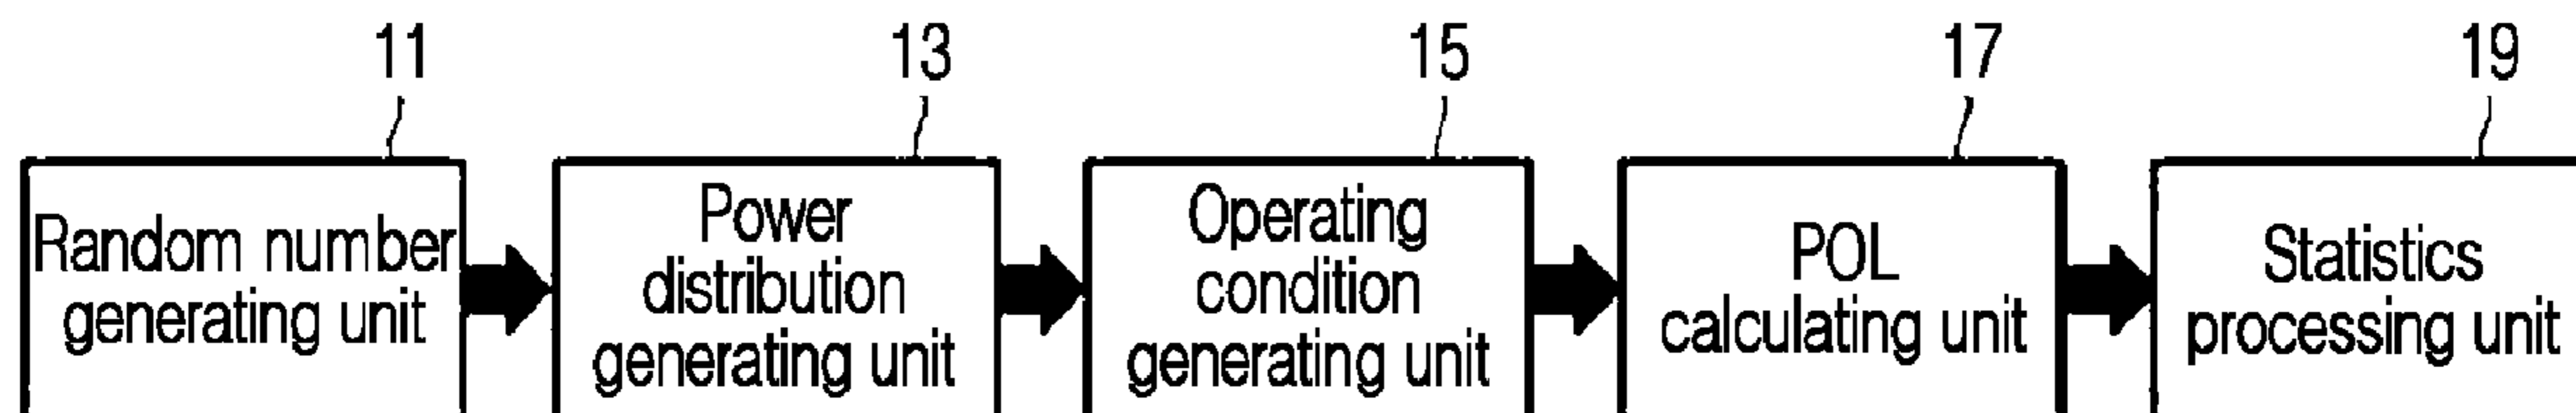 11
13
15
17
19
Random number
generating unit
Power
distribution
generating unit
Operating
condition
generating unit
POL
calculating unit
Statistics
processing unit